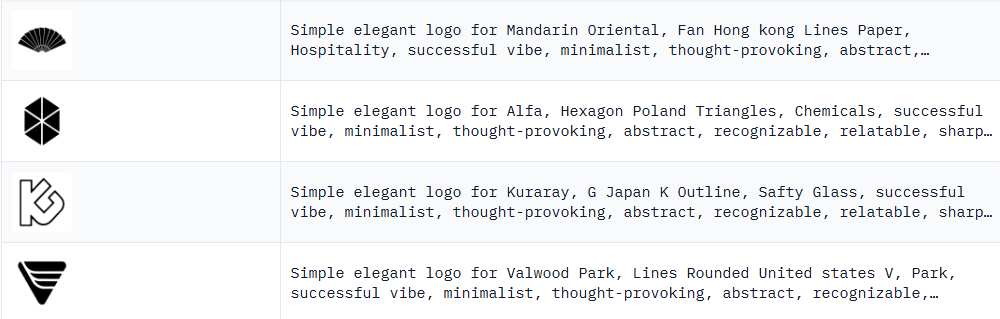 Simple elegant logo for Mandarin Oriental, Fan Hong kong Lines Paper,
Hospitality, successful vibe, minimalist, thought-provoking, abstract,…
Simple elegant logo for Alfa, Hexagon Poland Triangles, Chemicals, successful
vibe, minimalist, thought-provoking, abstract, recognizable, relatable, sharp…
Simple elegant logo for Kuraray, G Japan K Outline, Safty Glass, successful
vibe, minimalist, thought-provoking, abstract, recognizable, relatable, sharp…
Simple elegant logo for Valwood Park, Lines Rounded United states V, Park,
successful vibe, minimalist, thought-provoking, abstract, recognizable,…